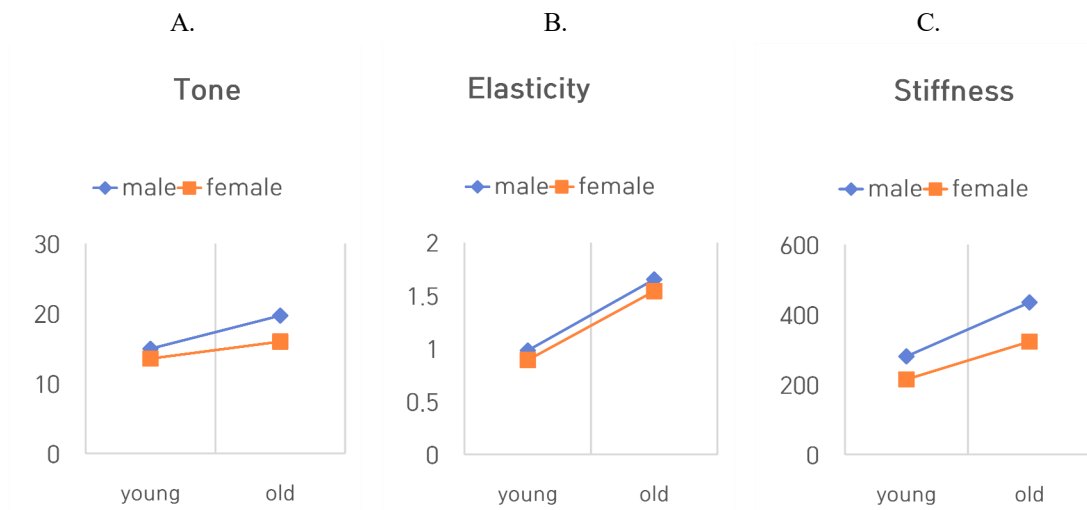 A.
Tone
male female
30
20
10
0
young old
B.
Elasticity
male female
2
1.5
1
0.5
0
young old
C.
Stiffness
male female
600
400
200
0
young old